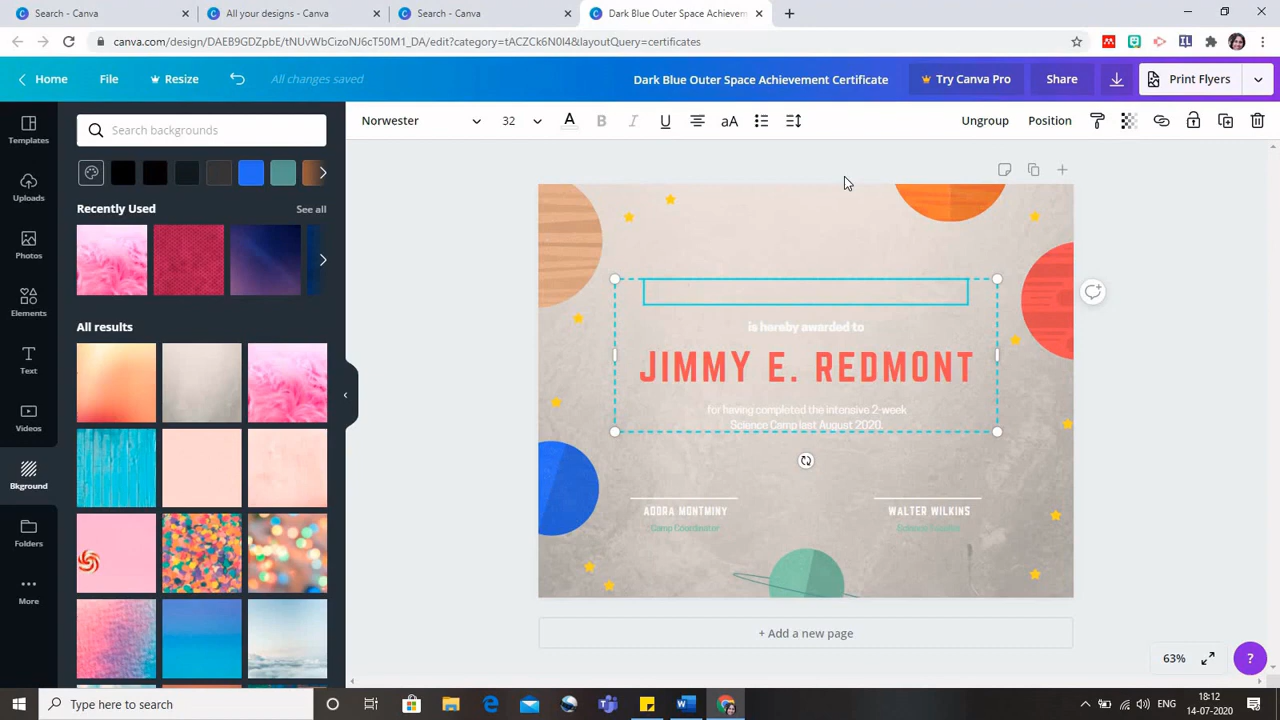 Search - Canva
All your designs - Canva
Search - Canva
Dark Blue Outer Space Achievem
canva.com/design/DAEB9GDZpbE/tNUyWbCizoNJ6cT50M1_DA/edit?category=tACZCk6N0I4&layoutQuery=certificates
Home
File
Resize
All changes saved
Dark Blue Outer Space Achievement Certificate
Try Canva Pro
Share
Print Flyers
Norwester
32
A
B
I
U
aA
Ungroup
Position
Templates
Uploads
Photos
Elements
Text
Videos
Bkground
Folders
More
Search backgrounds
Recently Used
See all
All results
is hereby awarded to
JIMMY E. REDMONT
for having completed the intensive 2-week
Science Camp last August 2020.
ADORA MONTMINY
Camp Coordinator
WALTER WILKINS
+ Add a new page
63%
?
Type here to search
ENG
18:12
14-07-2020